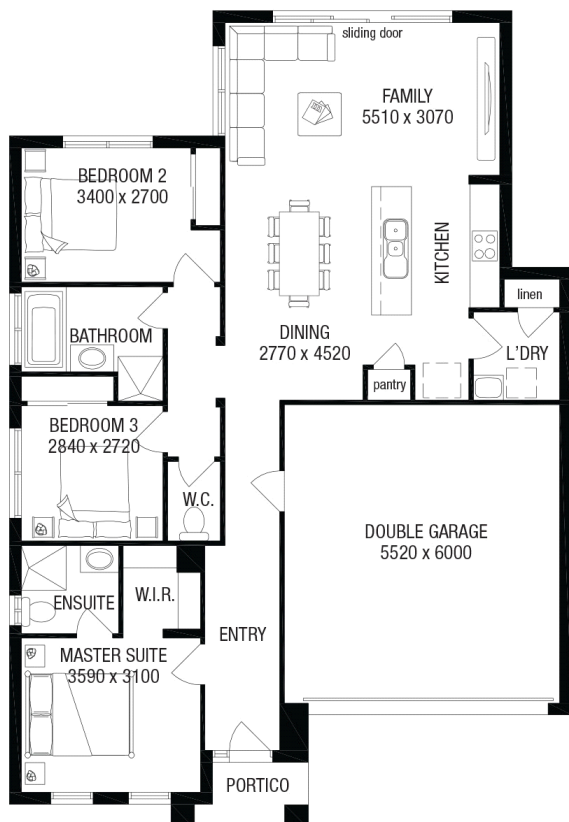 sliding door
FAMILY
5510 x 3070
BEDROOM 2
3400 x 2700
KITCHEN
linen
BATHROOM
DINING
2770 x 4520
L'DRY
pantry
BEDROOM 3
2840 x 2720
W.C.
DOUBLE GARAGE
5520 x 6000
ENSUITE
W.I.R.
ENTRY
MASTER SUITE
3590 x 3100
PORTICO